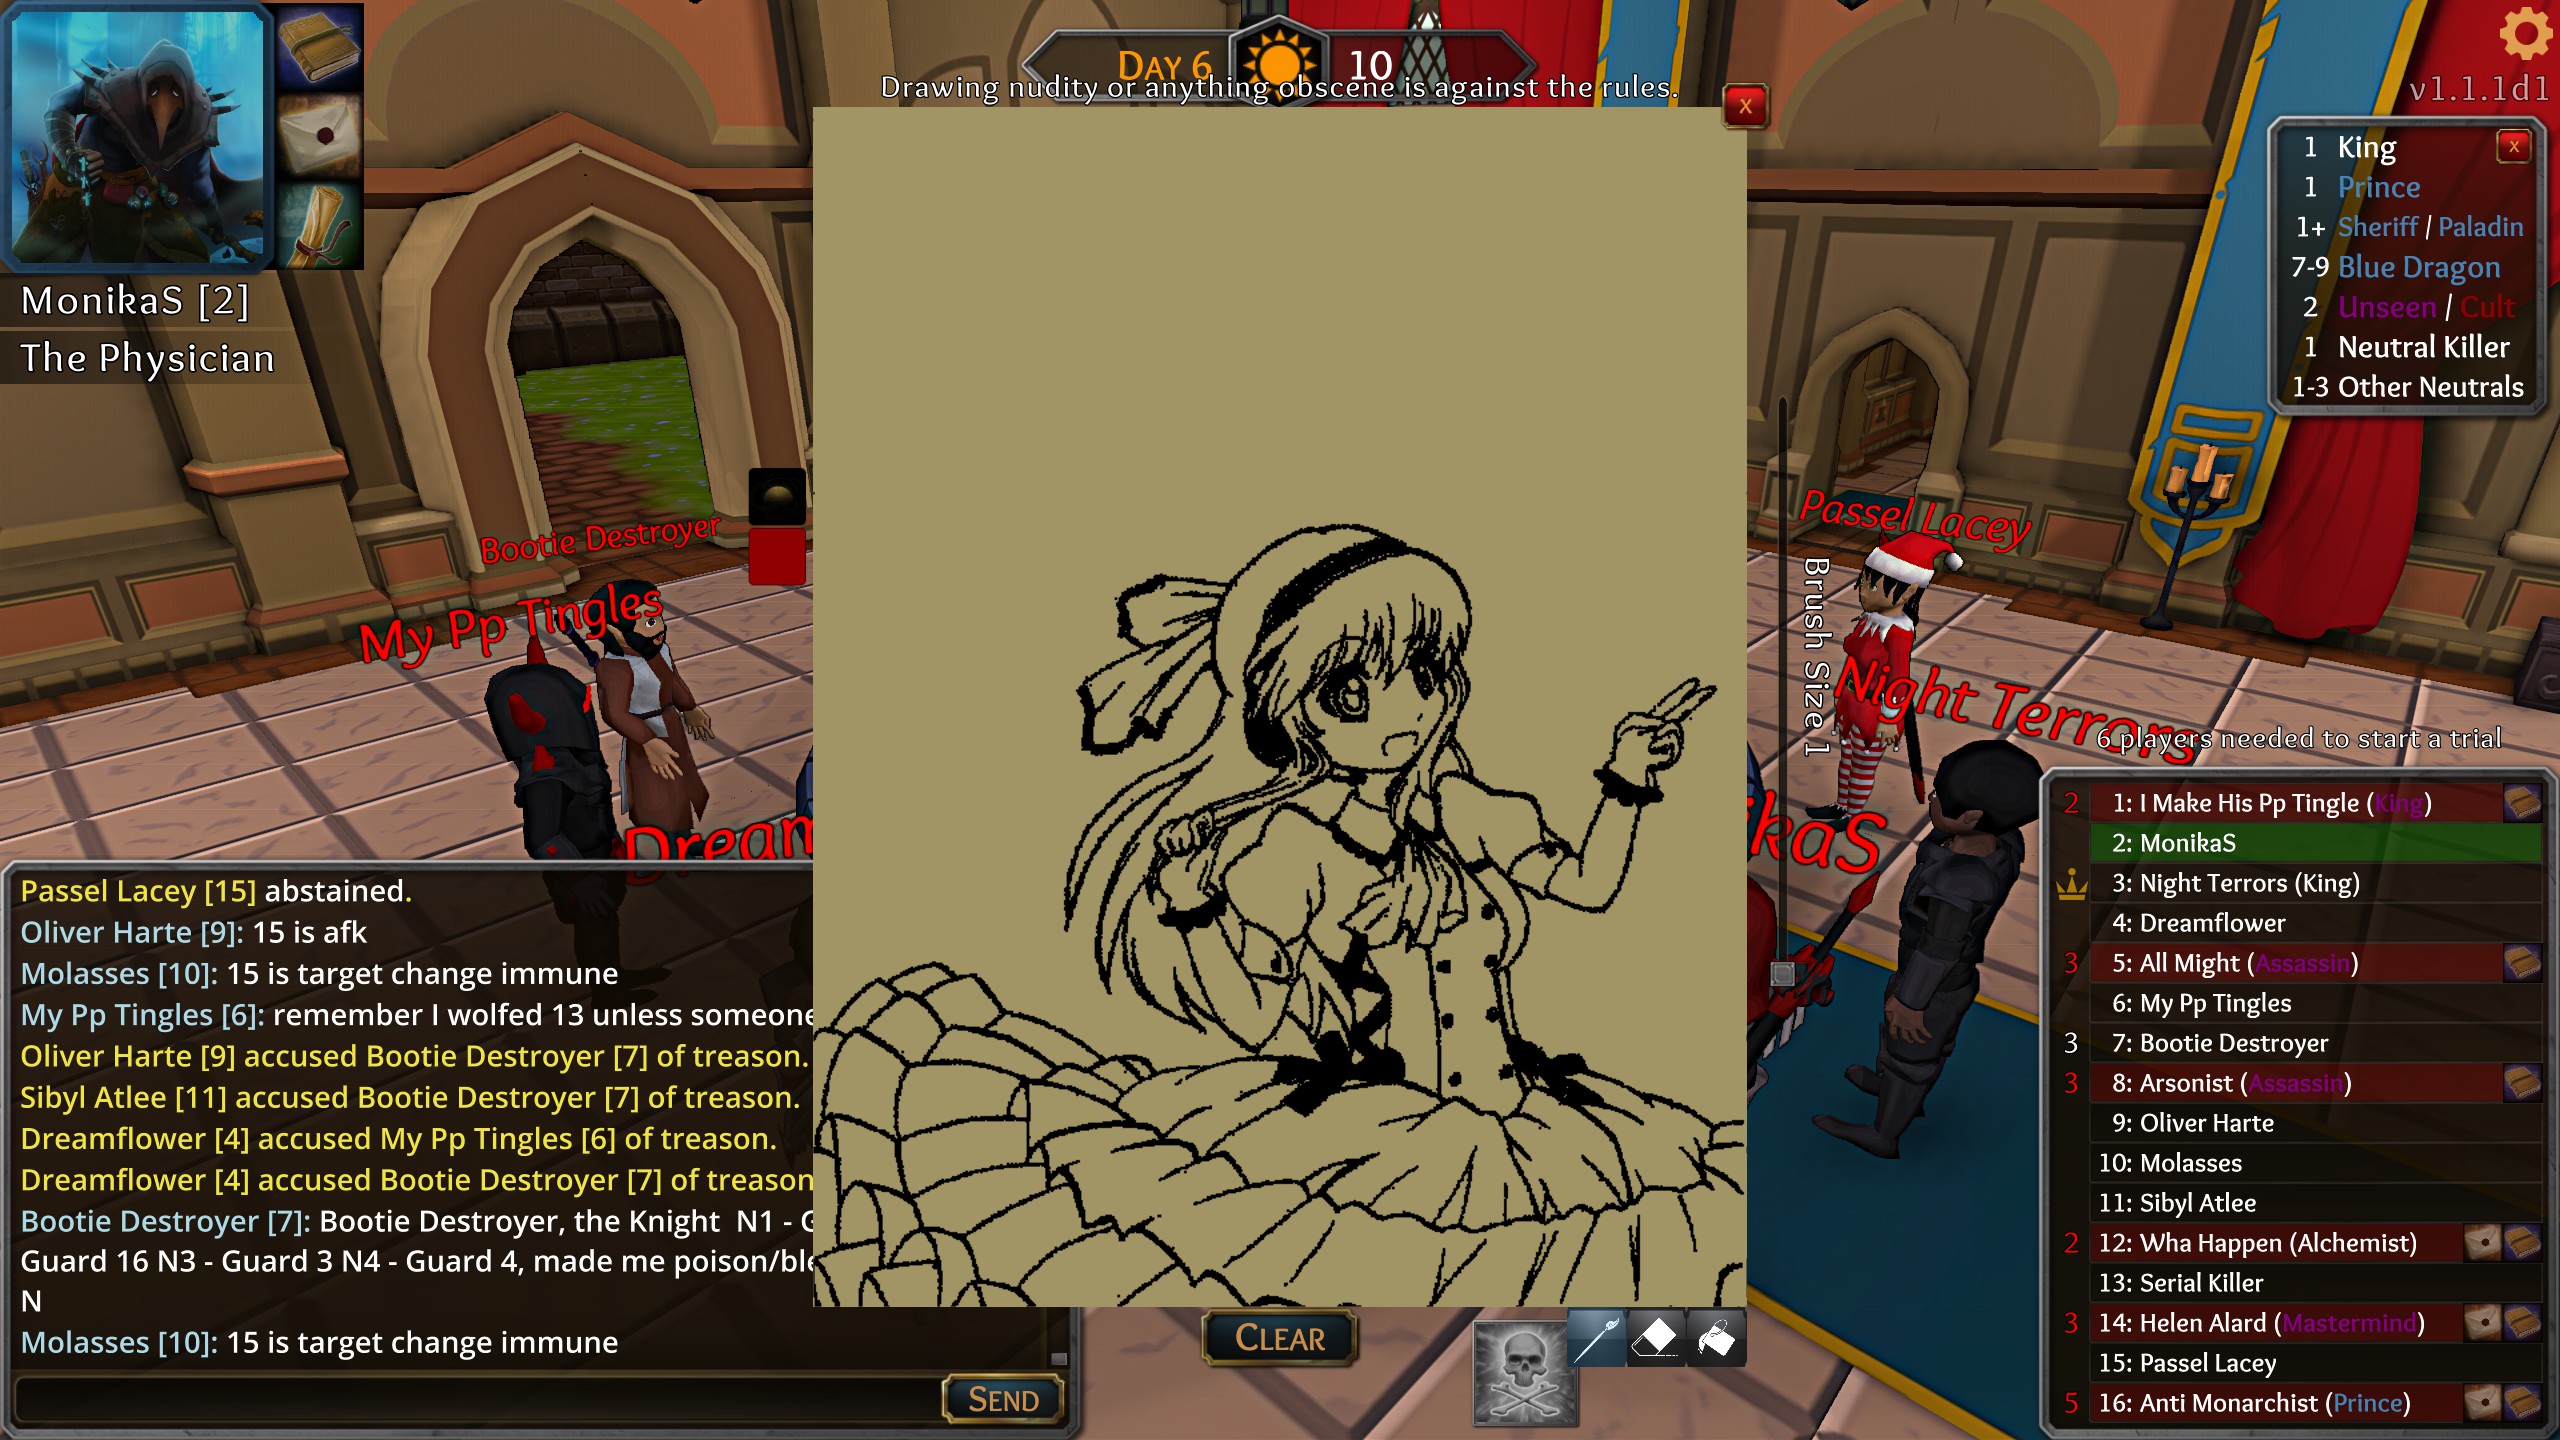 DAY 6
10
Drawing nudity or anything obscene is against the rules.
x
v1.1.1d1
MonikaS [2]
The Physician
1 King
x
1 Prince
1+ Sheriff / Paladin
7-9 Blue Dragon
2 Unseen / Cult
1 Neutral Killer
1-3 Other Neutrals
Bootie Destroyer
My Pp Tingles
Dream
Passel Lacey
Night Terrors
ikaS
Brush Size 1
6 players needed to start a trial
2 1: I Make His Pp Tingle (King)
2: MonikaS
3: Night Terrors (King)
4: Dreamflower
3 5: All Might (Assassin)
6: My Pp Tingles
3 7: Bootie Destroyer
3 8: Arsonist (Assassin)
9: Oliver Harte
10: Molasses
11: Sibyl Atlee
2 12: Wha Happen (Alchemist)
13: Serial Killer
3 14: Helen Alard (Mastermind)
15: Passel Lacey
5 16: Anti Monarchist (Prince)
Passel Lacey [15] abstained.
Oliver Harte [9]: 15 is afk
Molasses [10]: 15 is target change immune
My Pp Tingles [6]: remember I wolfed 13 unless someone
Oliver Harte [9] accused Bootie Destroyer [7] of treason.
Sibyl Atlee [11] accused Bootie Destroyer [7] of treason.
Dreamflower [4] accused My Pp Tingles [6] of treason.
Dreamflower [4] accused Bootie Destroyer [7] of treason
Bootie Destroyer [7]: Bootie Destroyer, the Knight N1 -
Guard 16 N3 - Guard 3 N4 - Guard 4, made me poison/ble
N
Molasses [10]: 15 is target change immune
SEND
CLEAR